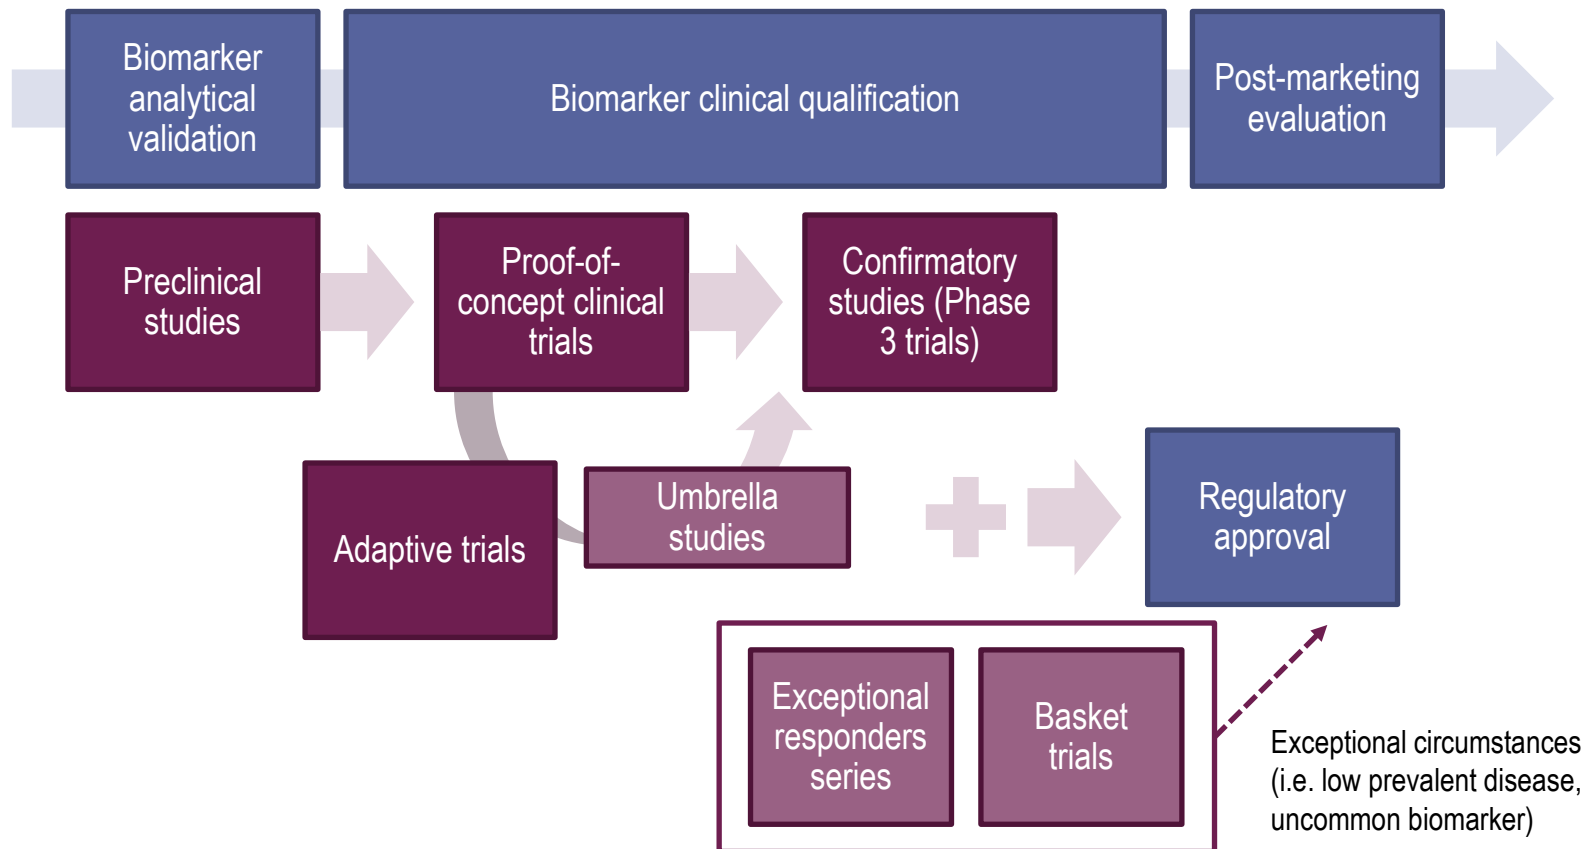 Biomarker
analytical
validation
Biomarker clinical qualification
Post-marketing
evaluation
Preclinical
studies
Proof-of-
concept clinical
trials
Confirmatory
studies (Phase
3 trials)
Adaptive trials
Umbrella
studies
Regulatory
approval
Exceptional
responders
series
Basket
trials
Exceptional circumstances
(i.e. low prevalent disease,
uncommon biomarker)